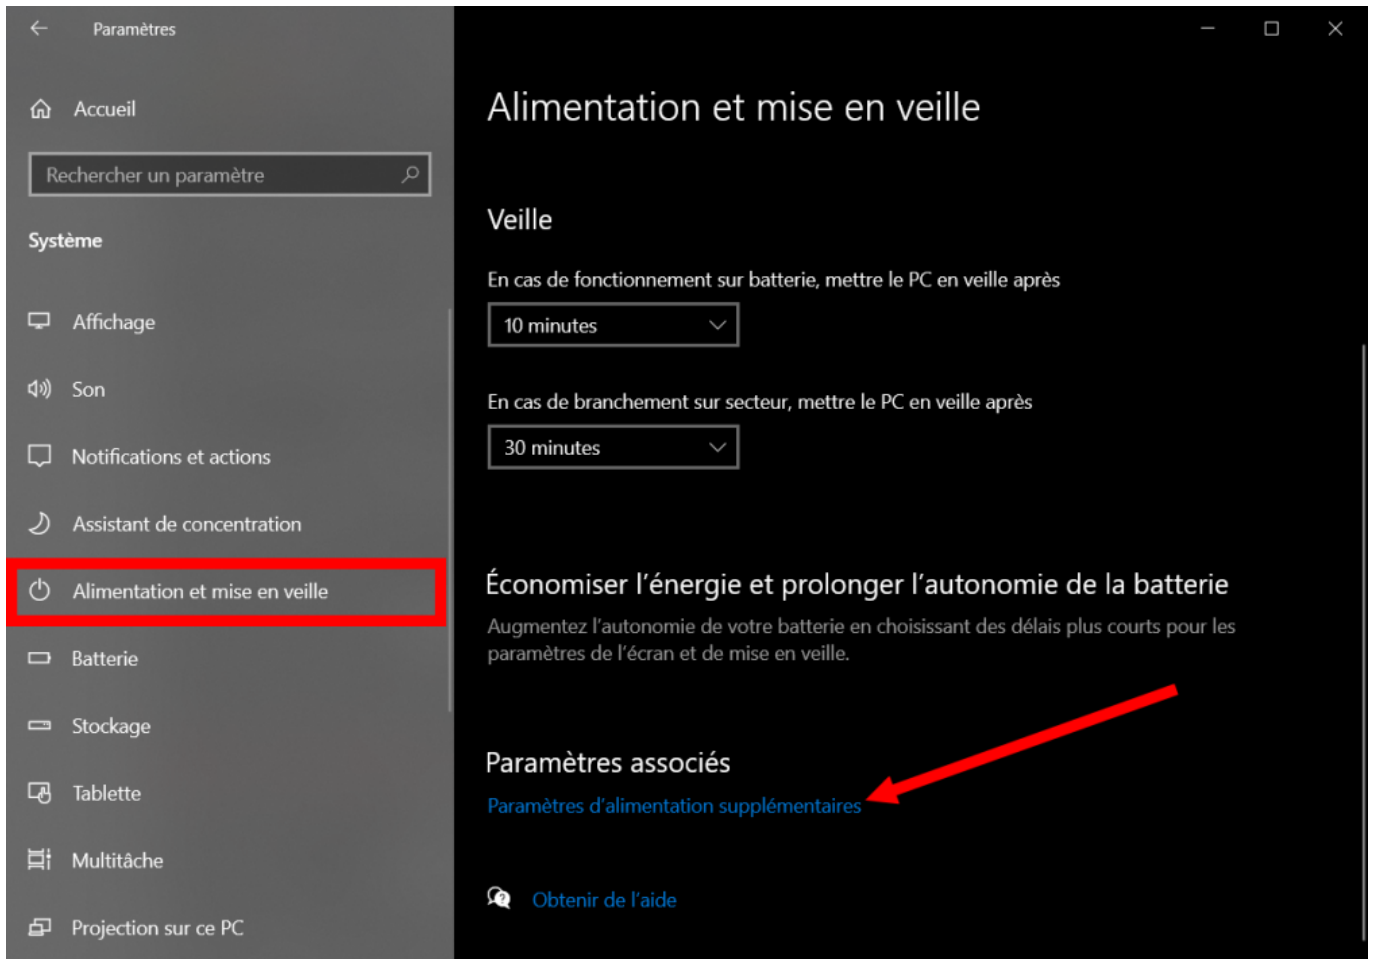 Paramètres
Accueil
Rechercher un paramètre
Système
Affichage
Son
Notifications et actions
Assistant de concentration
Alimentation et mise en veille
Batterie
Stockage
Tablette
Multitâche
Projection sur ce PC
Alimentation et mise en veille
Veille
En cas de fonctionnement sur batterie, mettre le PC en veille après
10 minutes
En cas de branchement sur secteur, mettre le PC en veille après
30 minutes
Économiser l’énergie et prolonger l’autonomie de la batterie
Augmentez l’autonomie de votre batterie en choisissant des délais plus courts pour les
paramètres de l’écran et de mise en veille.
Paramètres associés
Paramètres d’alimentation supplémentaires
Obtenir de l’aide